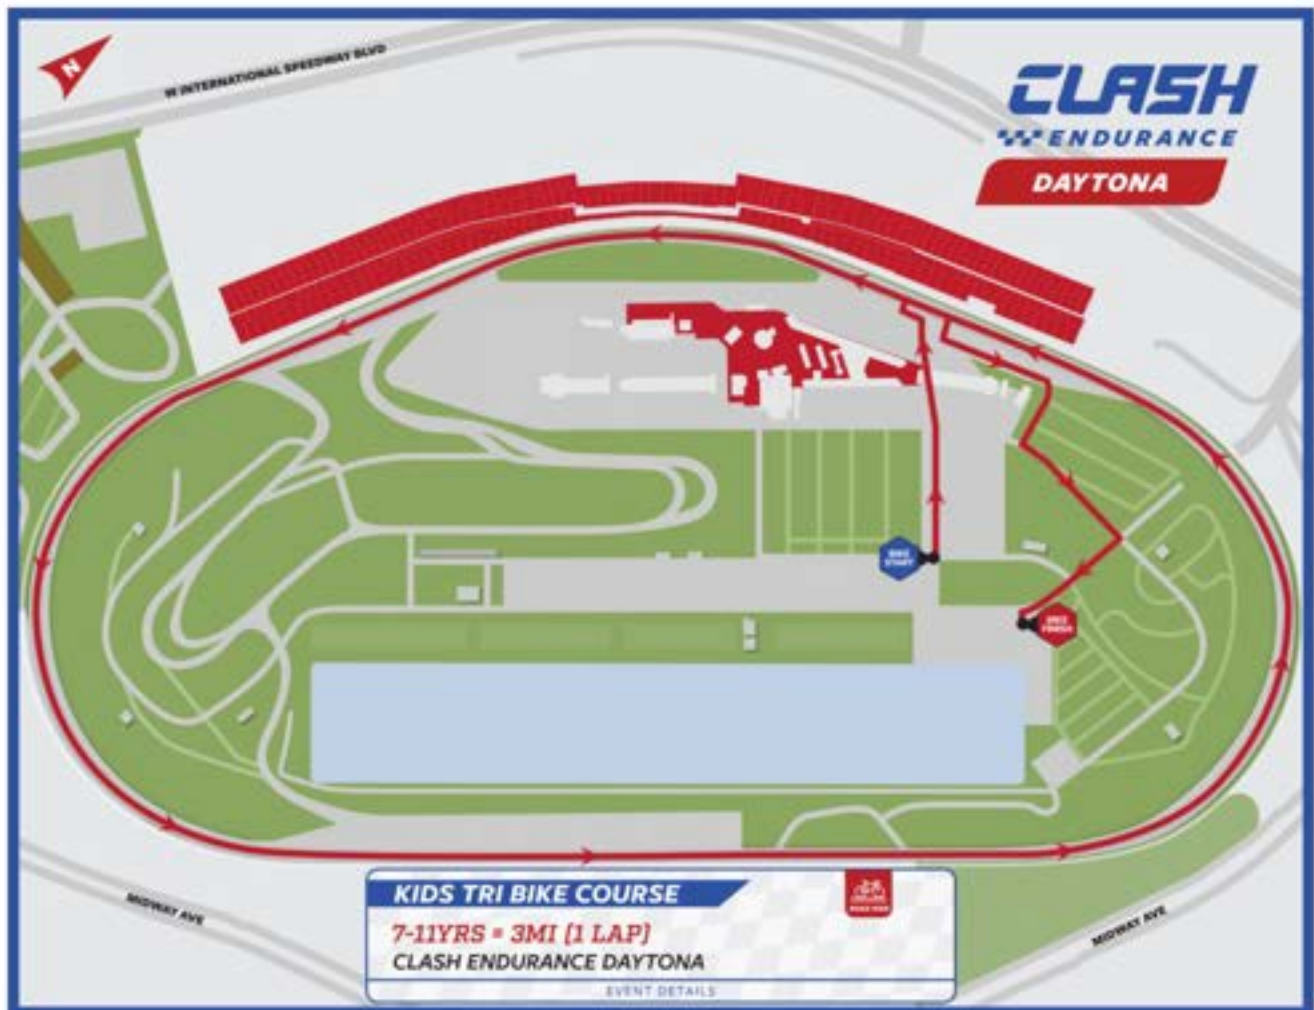 N
W INTERNATIONAL SPEEDWAY BLVD
CLASH
ENDURANCE
DAYTONA
BIKE
START
BIKE
FINISH
MIDWAY AVE
MIDWAY AVE
KIDS TRI BIKE COURSE
7-11YRS = 3MI (1 LAP)
CLASH ENDURANCE DAYTONA
EVENT DETAILS